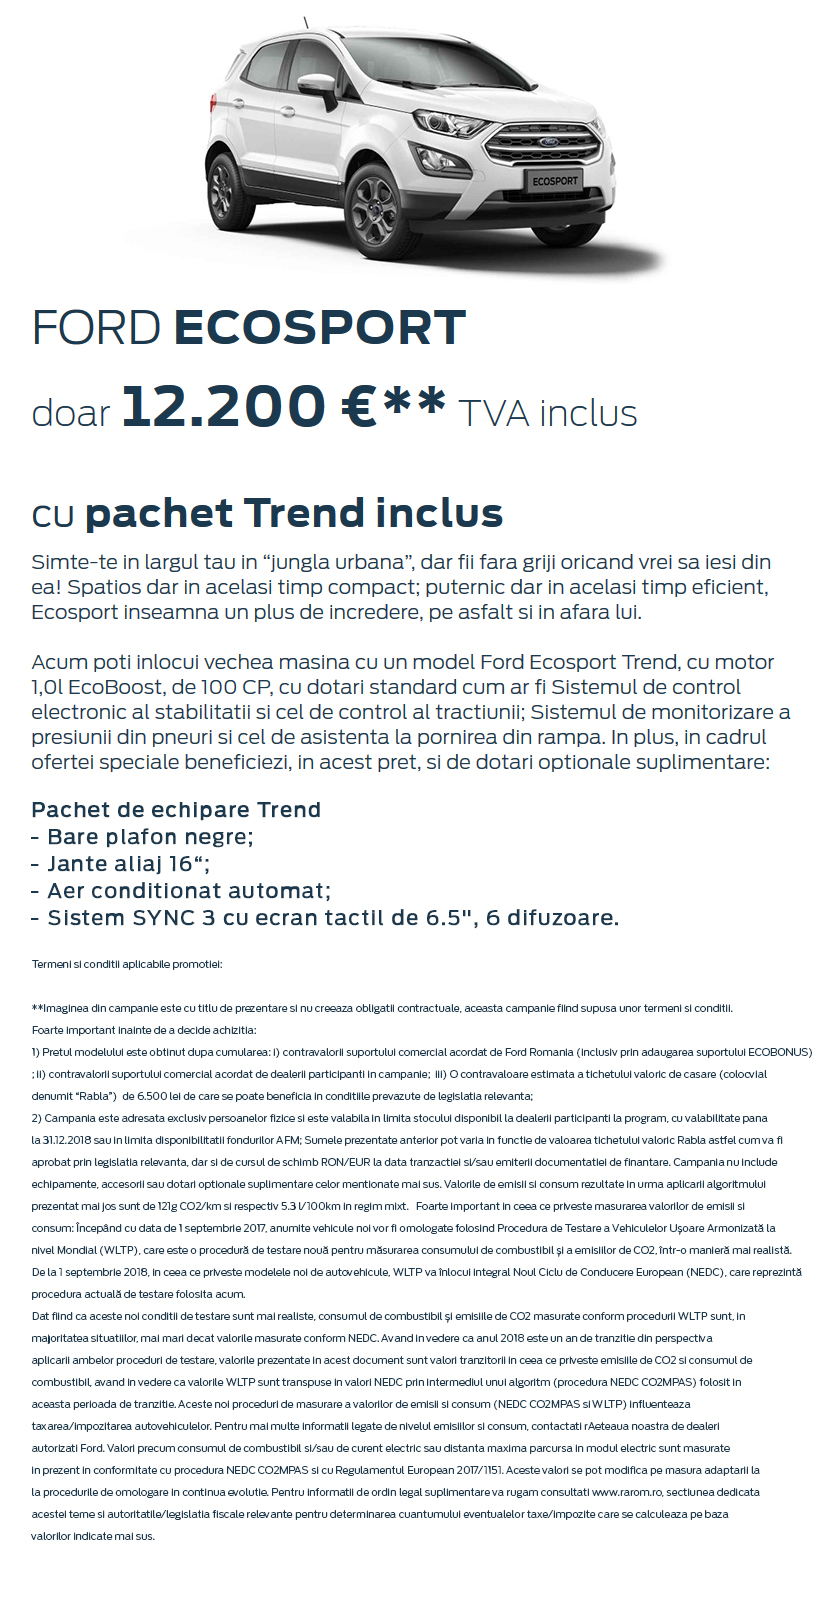 ECOSPORT
FORD ECOSPORT
doar 12.200 €** TVA inclus
cu pachet Trend inclus
Simte-te in largul tau in “jungla urbana”, dar fii fara griji oricand vrei sa iesi din
ea! Spatios dar in acelasi timp compact; puternic dar in acelasi timp eficient,
Ecosport inseamna un plus de incredere, pe asfalt si in afara lui.
Acum poti inlocui vechea masina cu un model Ford Ecosport Trend, cu motor
1,0l EcoBoost, de 100 CP, cu dotari standard cum ar fi Sistemul de control
electronic al stabilitatii si cel de control al tractiunii; Sistemul de monitorizare a
presiunii din pneuri si cel de asistenta la pornirea din rampa. In plus, in cadrul
ofertei speciale beneficiezi, in acest pret, si de dotari optionale suplimentare:
Pachet de echipare Trend
- Bare plafon negre;
- Jante aliaj 16“;
- Aer conditionat automat;
- Sistem SYNC 3 cu ecran tactil de 6.5", 6 difuzoare.
Termeni si conditii aplicabile promotiei:
**Imaginea din campanie este cu titlu de prezentare si nu creeaza obligatii contractuale, aceasta campanie fiind supusa unor termeni si conditii.
Foarte important inainte de a decide achizitia:
1) Pretul modelului este obtinut dupa cumularea: i) contravalorii suportului comercial acordat de Ford Romania (inclusiv prin adaugarea suportului ECOBONUS)
; ii) contravalorii suportului comercial acordat de dealerii participanti in campanie; iii) O contravaloare estimata a tichetului valoric de casare (colocvial
denumit “Rabla”) de 6.500 lei de care se poate beneficia in conditiile prevazute de legislatia relevanta;
2) Campania este adresata exclusiv persoanelor fizice si este valabila in limita stocului disponibil la dealerii participanti la program, cu valabilitate pana
la 31.12.2018 sau in limita disponibilitatii fondurilor AFM; Sumele prezentate anterior pot varia in functie de valoarea tichetului valoric Rabla astfel cum va fi
aprobat prin legislatia relevanta, dar si de cursul de schimb RON/EUR la data tranzactiei si/sau emiterii documentatiei de finantare. Campania nu include
echipamente, accesorii sau dotari optionale suplimentare celor mentionate mai sus. Valorile de emisii si consum rezultate in urma aplicarii algoritmului
prezentat mai jos sunt de 121g CO2/km si respectiv 5.3 l/100km in regim mixt. Foarte important in ceea ce priveste masurarea valorilor de emisii si
consum: Începând cu data de 1 septembrie 2017, anumite vehicule noi vor fi omologate folosind Procedura de Testare a Vehiculelor Ușoare Armonizată la
nivel Mondial (WLTP), care este o procedură de testare nouă pentru măsurarea consumului de combustibil și a emisiilor de CO2, într-o manieră mai realistă.
De la 1 septembrie 2018, in ceea ce priveste modelele noi de autovehicule, WLTP va înlocui integral Noul Ciclu de Conducere European (NEDC), care reprezintă
procedura actuală de testare folosita acum.
Dat fiind ca aceste noi conditii de testare sunt mai realiste, consumul de combustibil și emisiile de CO2 masurate conform procedurii WLTP sunt, in
majoritatea situatiilor, mai mari decat valorile masurate conform NEDC. Avand in vedere ca anul 2018 este un an de tranzitie din perspectiva
aplicarii ambelor proceduri de testare, valorile prezentate in acest document sunt valori tranzitorii in ceea ce priveste emisiile de CO2 si consumul de
combustibil, avand in vedere ca valorile WLTP sunt transpuse in valori NEDC prin intermediul unui algoritm (procedura NEDC CO2MPAS) folosit in
aceasta perioada de tranzitie. Aceste noi proceduri de masurare a valorilor de emisii si consum (NEDC CO2MPAS si WLTP) influenteaza
taxarea/impozitarea autovehiculelor. Pentru mai multe informatii legate de nivelul emisiilor si consum, contactati rAeteaua noastra de dealeri
autorizati Ford. Valori precum consumul de combustibil si/sau de curent electric sau distanta maxima parcursa in modul electric sunt masurate
in prezent in conformitate cu procedura NEDC CO2MPAS si cu Regulamentul European 2017/1151. Aceste valori se pot modifica pe masura adaptarii la
la procedurile de omologare in continua evolutie. Pentru informatii de ordin legal suplimentare va rugam consultati www.rarom.ro, sectiunea dedicata
acestei teme si autoritatile/legislatia fiscale relevante pentru determinarea cuantumului eventualelor taxe/impozite care se calculeaza pe baza
valorilor indicate mai sus.